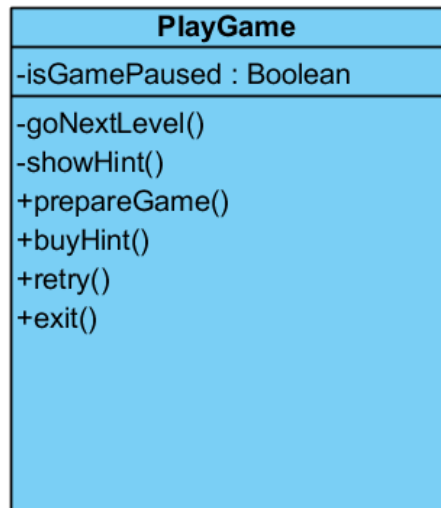 PlayGame
-isGamePaused : Boolean
-goNextLevel()
-showHint()
+prepareGame()
+buyHint()
+retry()
+exit()